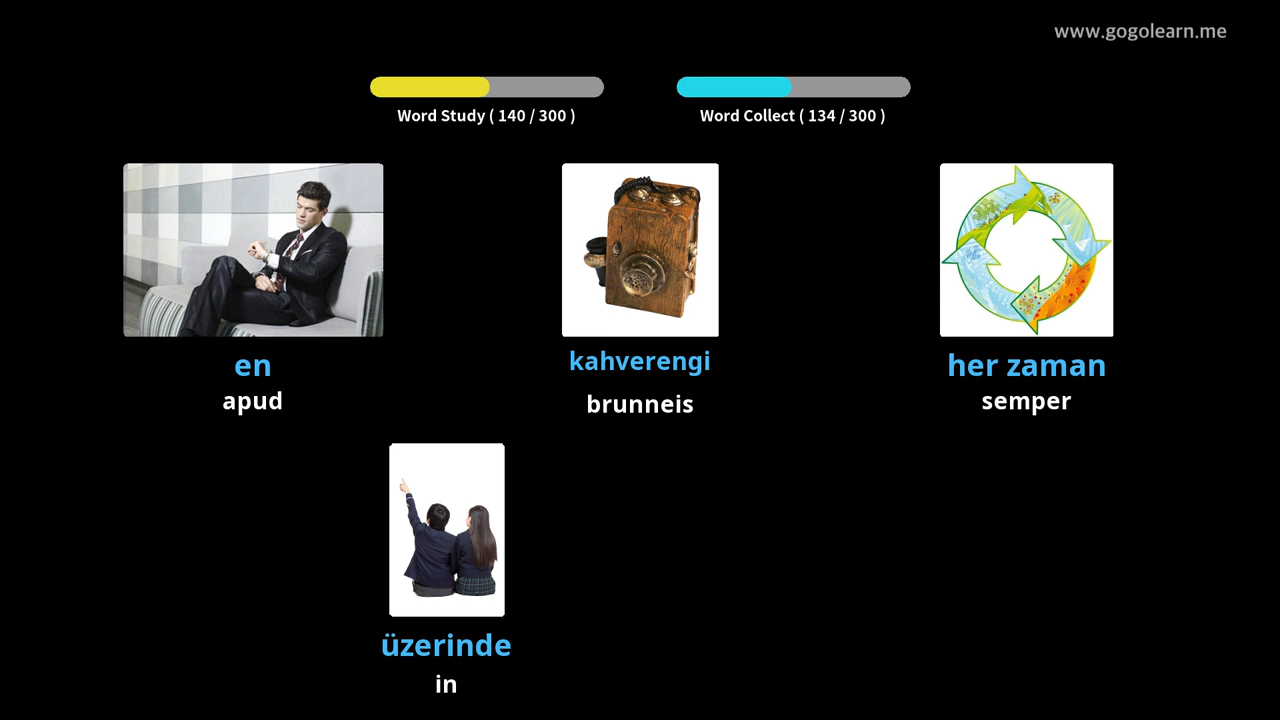 www.gogolearn.me
Word Study ( 140 / 300 )
Word Collect ( 134 / 300 )
en
apud
kahverengi
brunneis
her zaman
semper
üzerinde
in